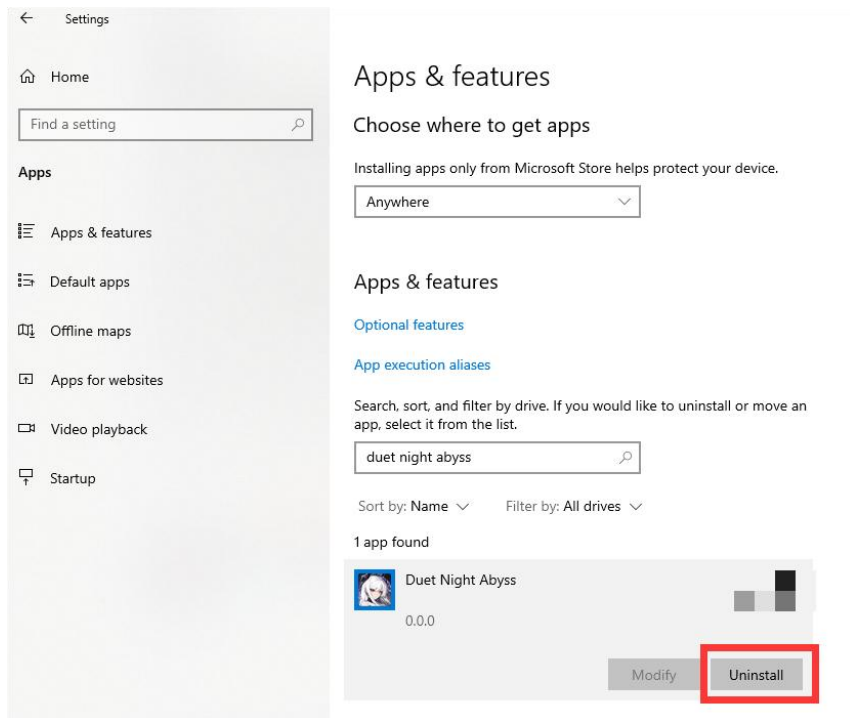 Settings
Home
Find a setting
Apps
Apps & features
Default apps
Offline maps
Apps for websites
Video playback
Startup
Apps & features
Choose where to get apps
Installing apps only from Microsoft Store helps protect your device.
Anywhere
Apps & features
Optional features
App execution aliases
Search, sort, and filter by drive. If you would like to uninstall or move an
app, select it from the list.
duet night abyss
Sort by: Name Filter by: All drives
1 app found
Duet Night Abyss
0.0.0
Modify Uninstall